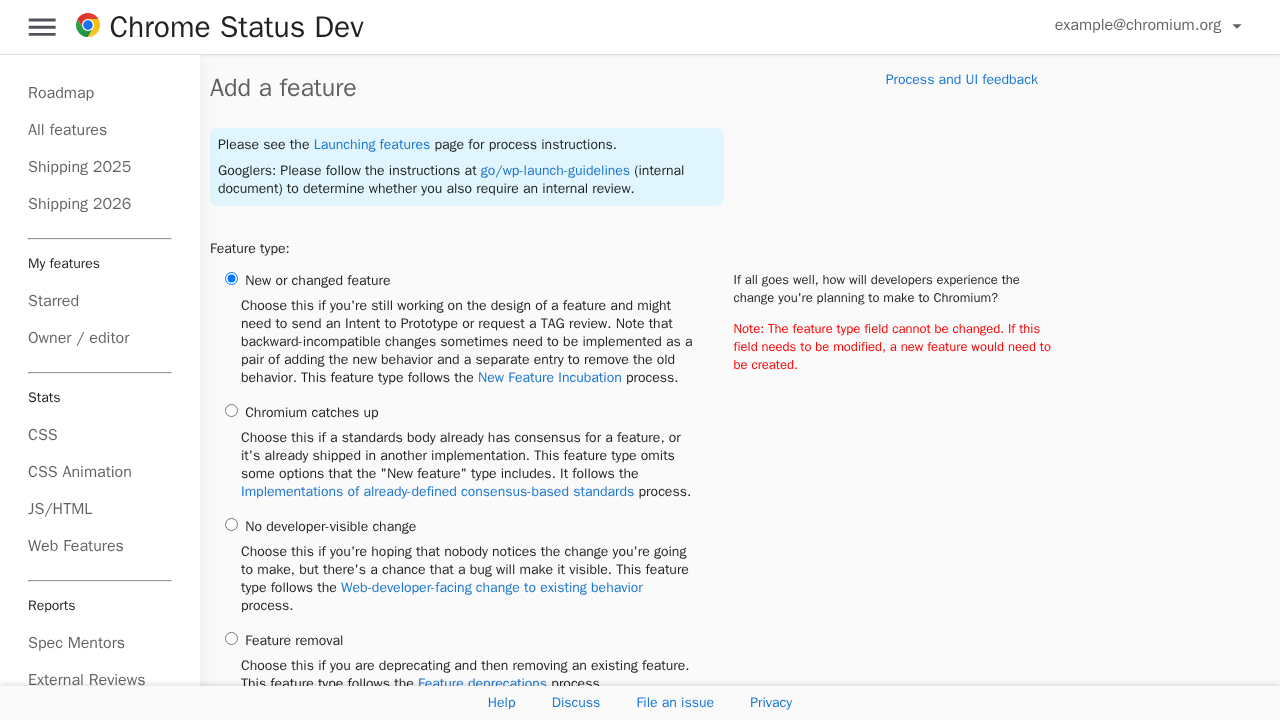 Chrome Status Dev
example@chromium.org
Roadmap
All features
Shipping 2025
Shipping 2026
My features
Starred
Owner / editor
Stats
CSS
CSS Animation
JS/HTML
Web Features
Reports
Spec Mentors
External Reviews
Add a feature
Process and UI feedback
Please see the Launching features page for process instructions.
Googlers: Please follow the instructions at go/wp-launch-guidelines (internal
document) to determine whether you also require an internal review.
Feature type:
New or changed feature
Choose this if you're still working on the design of a feature and might
need to send an Intent to Prototype or request a TAG review. Note that
backward-incompatible changes sometimes need to be implemented as a
pair of adding the new behavior and a separate entry to remove the old
behavior. This feature type follows the New Feature Incubation process.
Chromium catches up
Choose this if a standards body already has consensus for a feature, or
it's already shipped in another implementation. This feature type omits
some options that the "New feature" type includes. It follows the
Implementations of already-defined consensus-based standards process.
No developer-visible change
Choose this if you're hoping that nobody notices the change you're going
to make, but there's a chance that a bug will make it visible. This feature
type follows the Web-developer-facing change to existing behavior
process.
Feature removal
Choose this if you are deprecating and then removing an existing feature.
This feature type follows the Feature deprecations process.
If all goes well, how will developers experience the
change you're planning to make to Chromium?
Note: The feature type field cannot be changed. If this
field needs to be modified, a new feature would need to
be created.
Help
Discuss
File an issue
Privacy